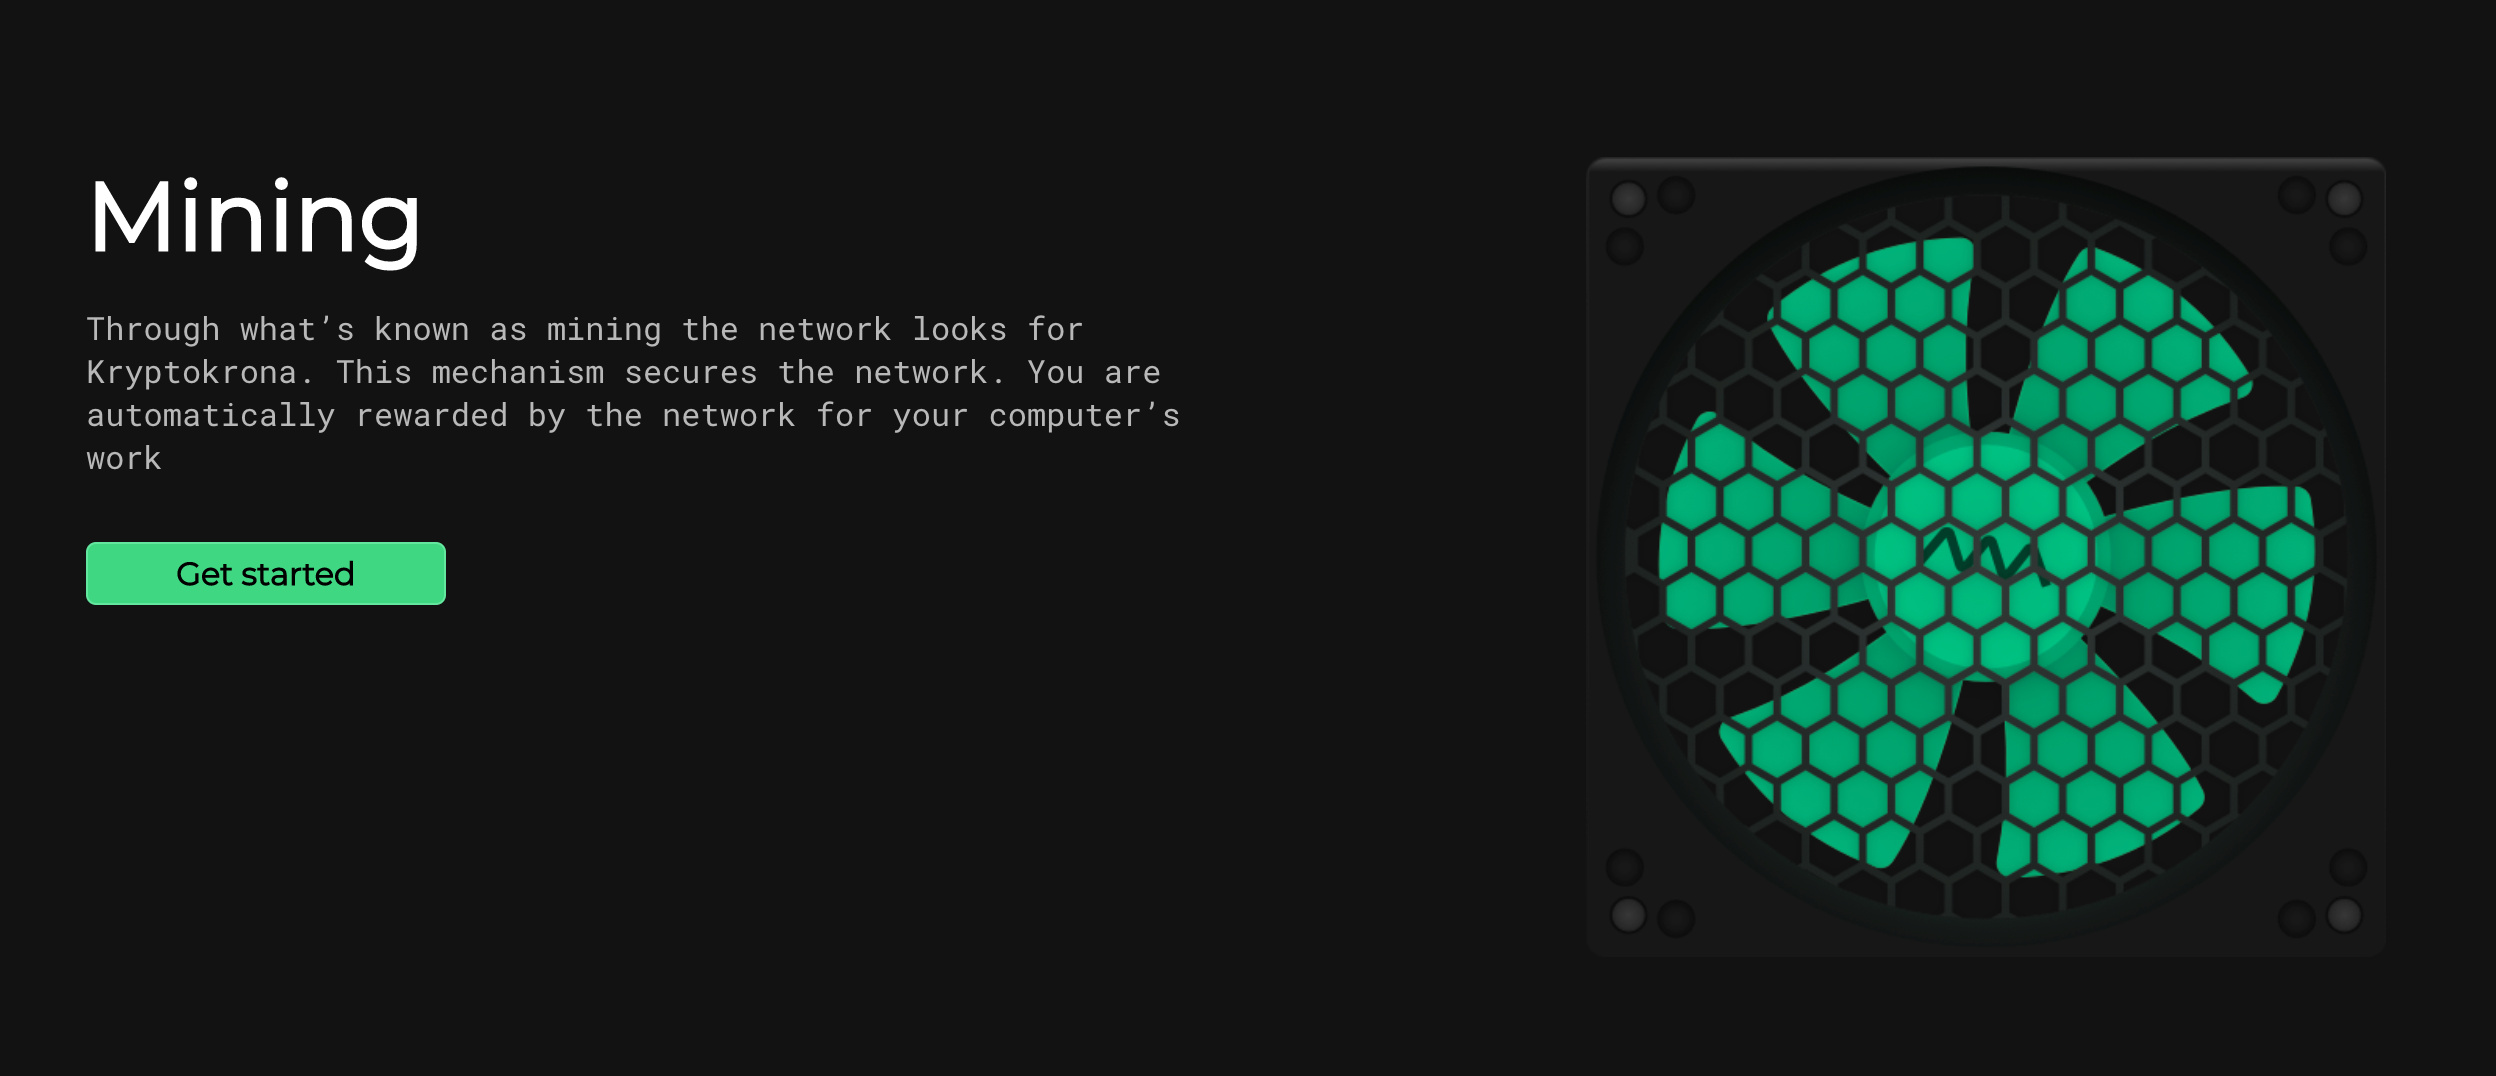 Mining
Through what’s known as mining the network looks for
Kryptokrona. This mechanism secures the network. You are
automatically rewarded by the network for your computer’s
work
Get started